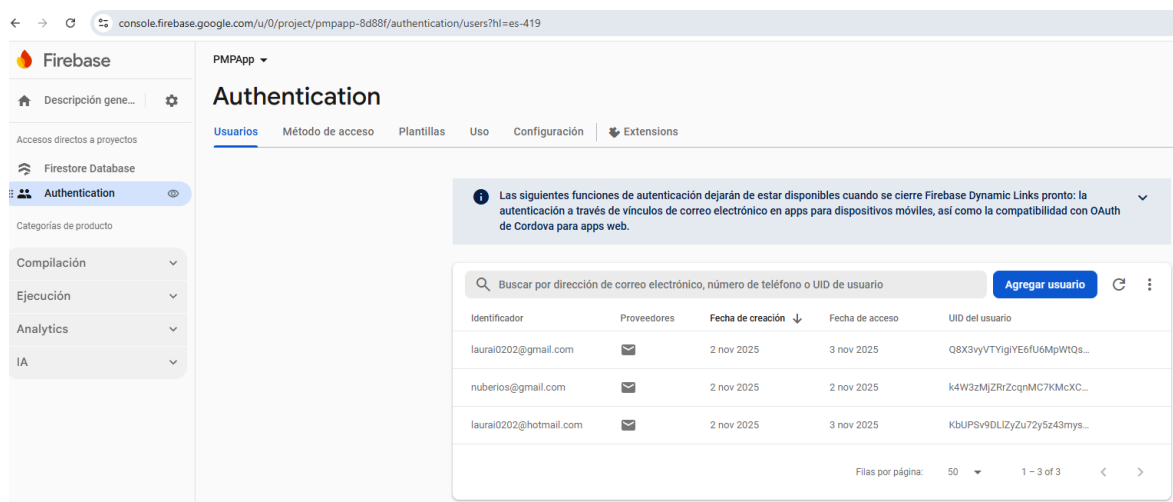 console.firebase.google.com/u/0/project/pmpapp-8d88f/authentication/users?hl=es-419
Firebase
PMPApp
Descripción gene...
Authentication
Usuarios Método de acceso Plantillas Uso Configuración Extensions
Accesos directos a proyectos
Firestore Database
Authentication
Categorías de producto
Compilación
Ejecución
Analytics
IA
Las siguientes funciones de autenticación dejarán de estar disponibles cuando se cierre Firebase Dynamic Links pronto: la
autenticación a través de vínculos de correo electrónico en apps para dispositivos móviles, así como la compatibilidad con OAuth
de Cordova para apps web.
Buscar por dirección de correo electrónico, número de teléfono o UID de usuario Agregar usuario
Identificador Proveedores Fecha de creación Fecha de acceso UID del usuario
laurai0202@gmail.com 2 nov 2025 3 nov 2025 Q8X3vyVTYigiYE6fU6MpWtQs...
nuberios@gmail.com 2 nov 2025 2 nov 2025 k4W3zMjZRrZcqnMC7KMcXC...
laurai0202@hotmail.com 2 nov 2025 3 nov 2025 KbUPSv9DLlZyZu72y5z43mys...
Filas por página: 50 1 – 3 of 3